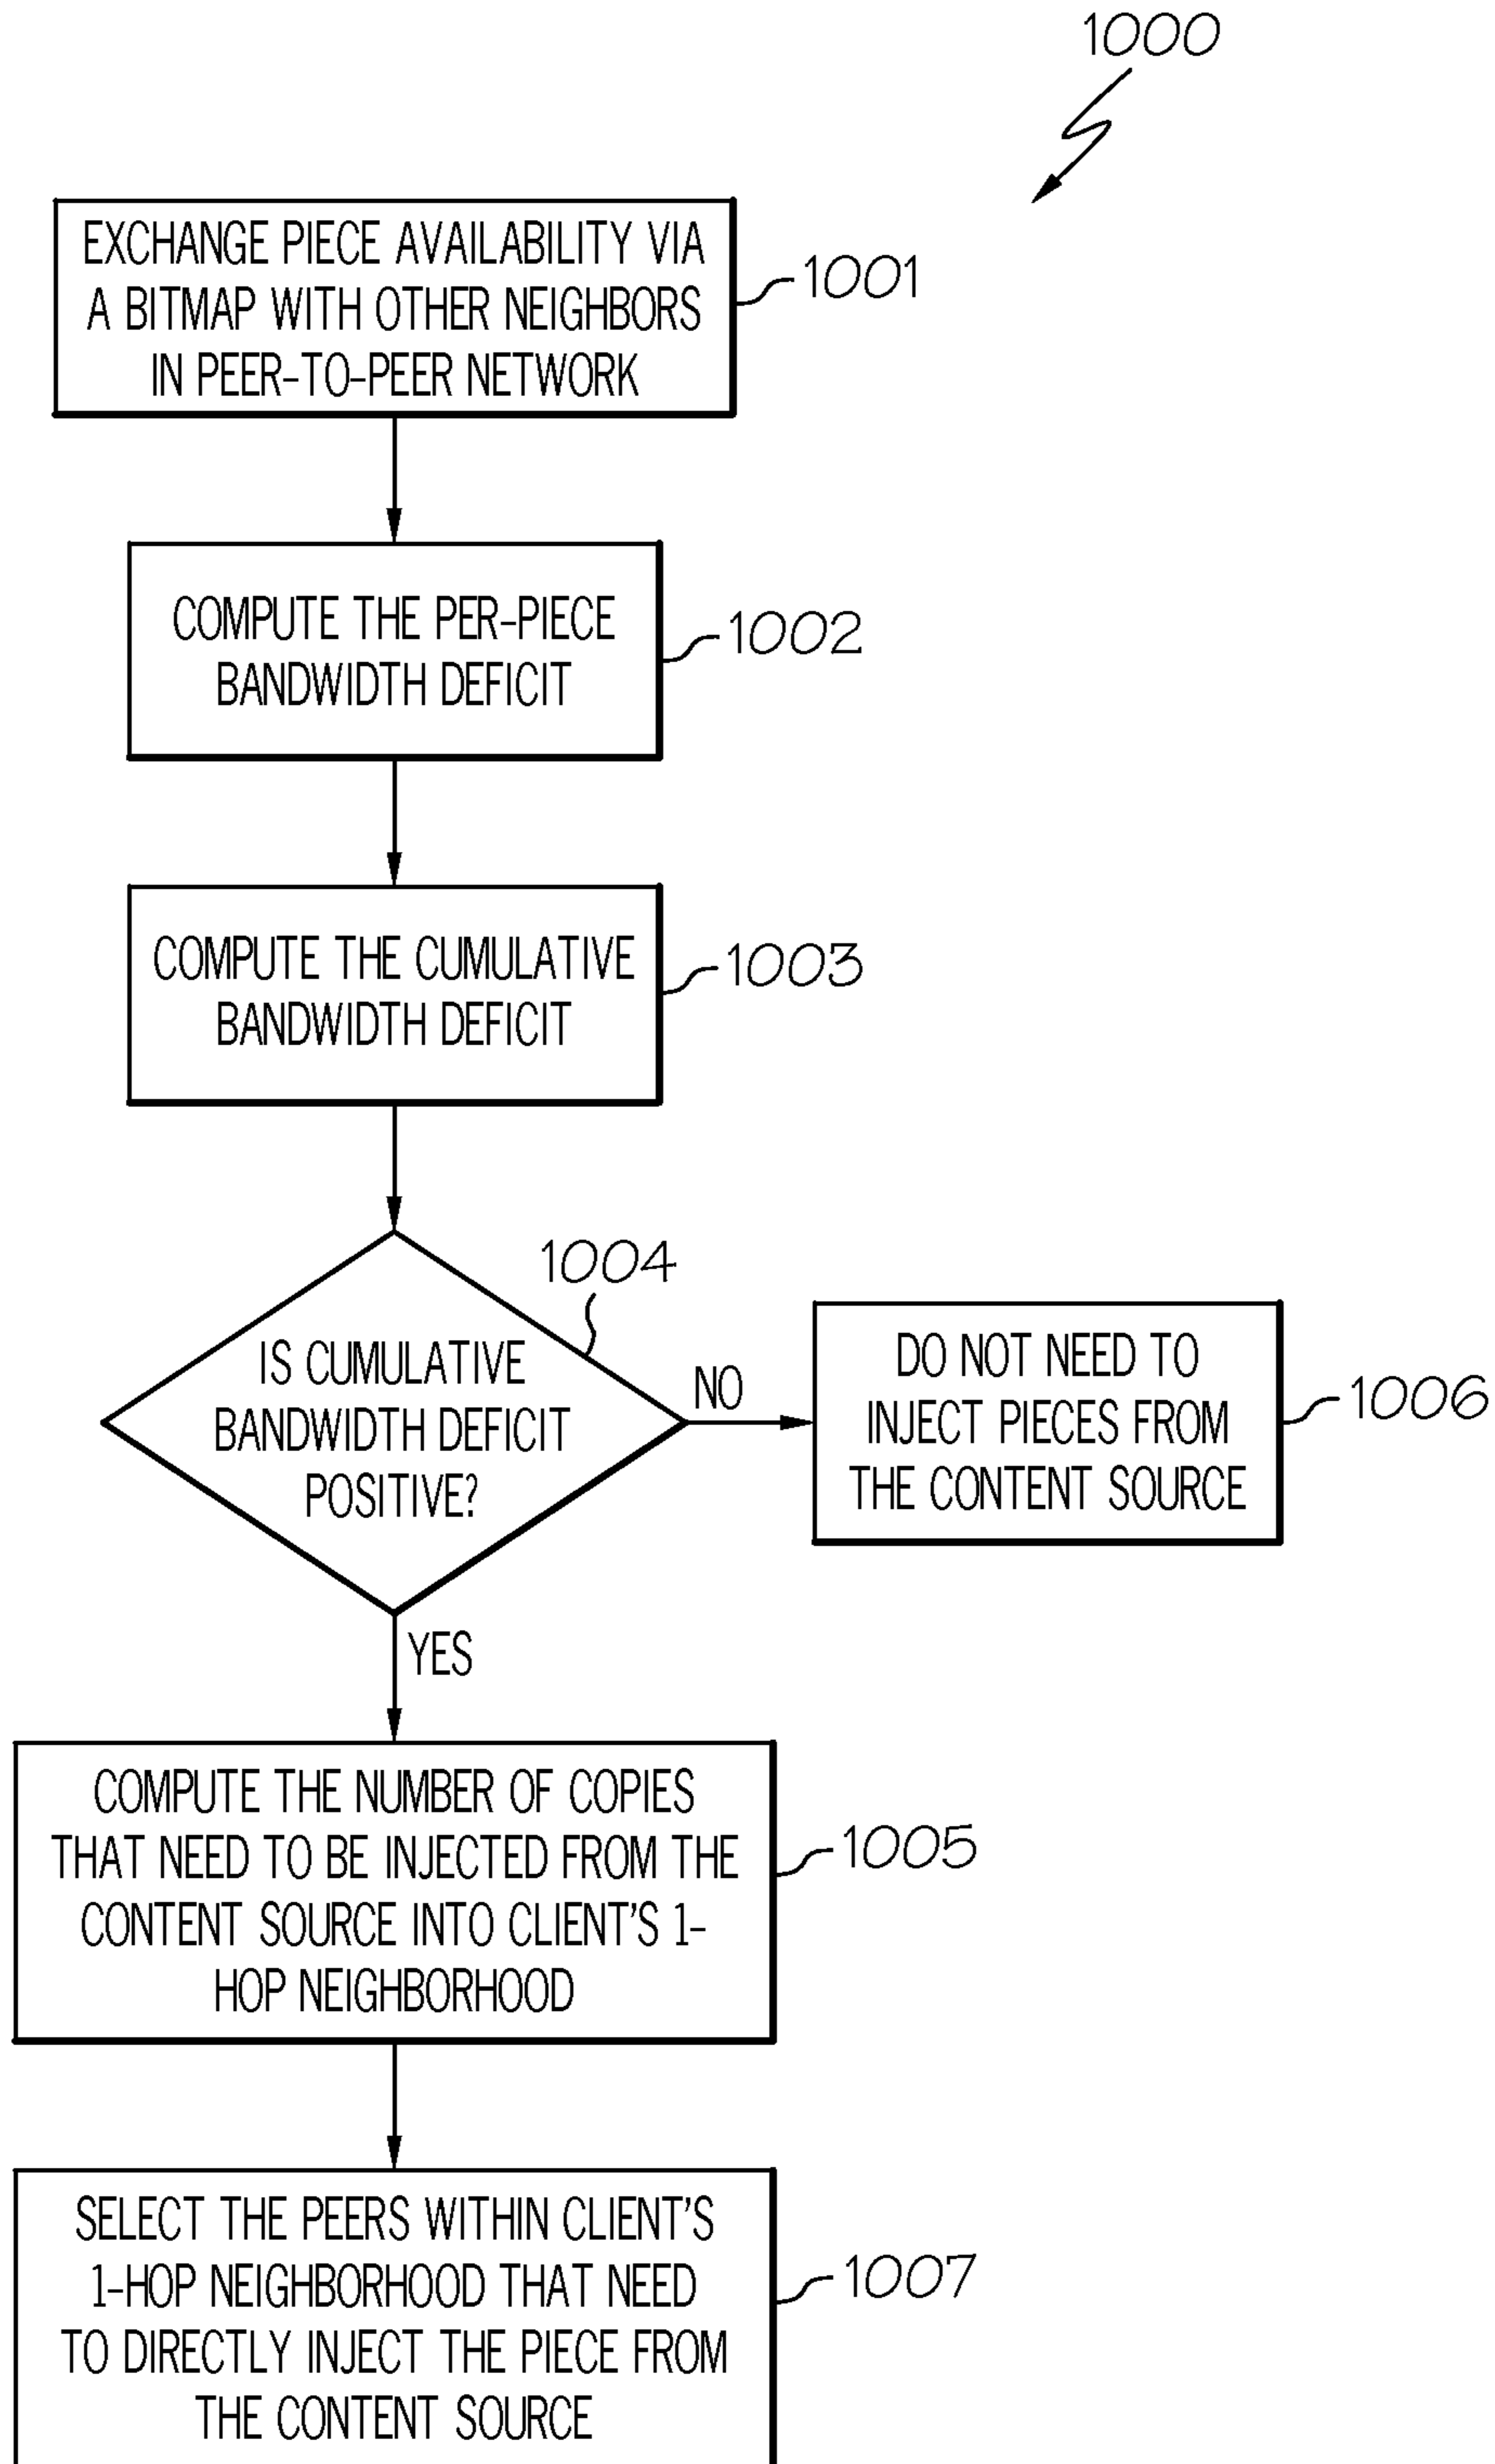 1000
EXCHANGE PIECE AVAILABILITY VIA
A BITMAP WITH OTHER NEIGHBORS
IN PEER-TO-PEER NETWORK
1001
COMPUTE THE PER-PIECE
BANDWIDTH DEFICIT
1002
COMPUTE THE CUMULATIVE
BANDWIDTH DEFICIT
1003
1004
IS CUMULATIVE
BANDWIDTH DEFICIT
POSITIVE?
NO
DO NOT NEED TO
INJECT PIECES FROM
THE CONTENT SOURCE
1006
YES
COMPUTE THE NUMBER OF COPIES
THAT NEED TO BE INJECTED FROM THE
CONTENT SOURCE INTO CLIENT'S 1-
HOP NEIGHBORHOOD
1005
SELECT THE PEERS WITHIN CLIENT'S
1-HOP NEIGHBORHOOD THAT NEED
TO DIRECTLY INJECT THE PIECE FROM
THE CONTENT SOURCE
1007